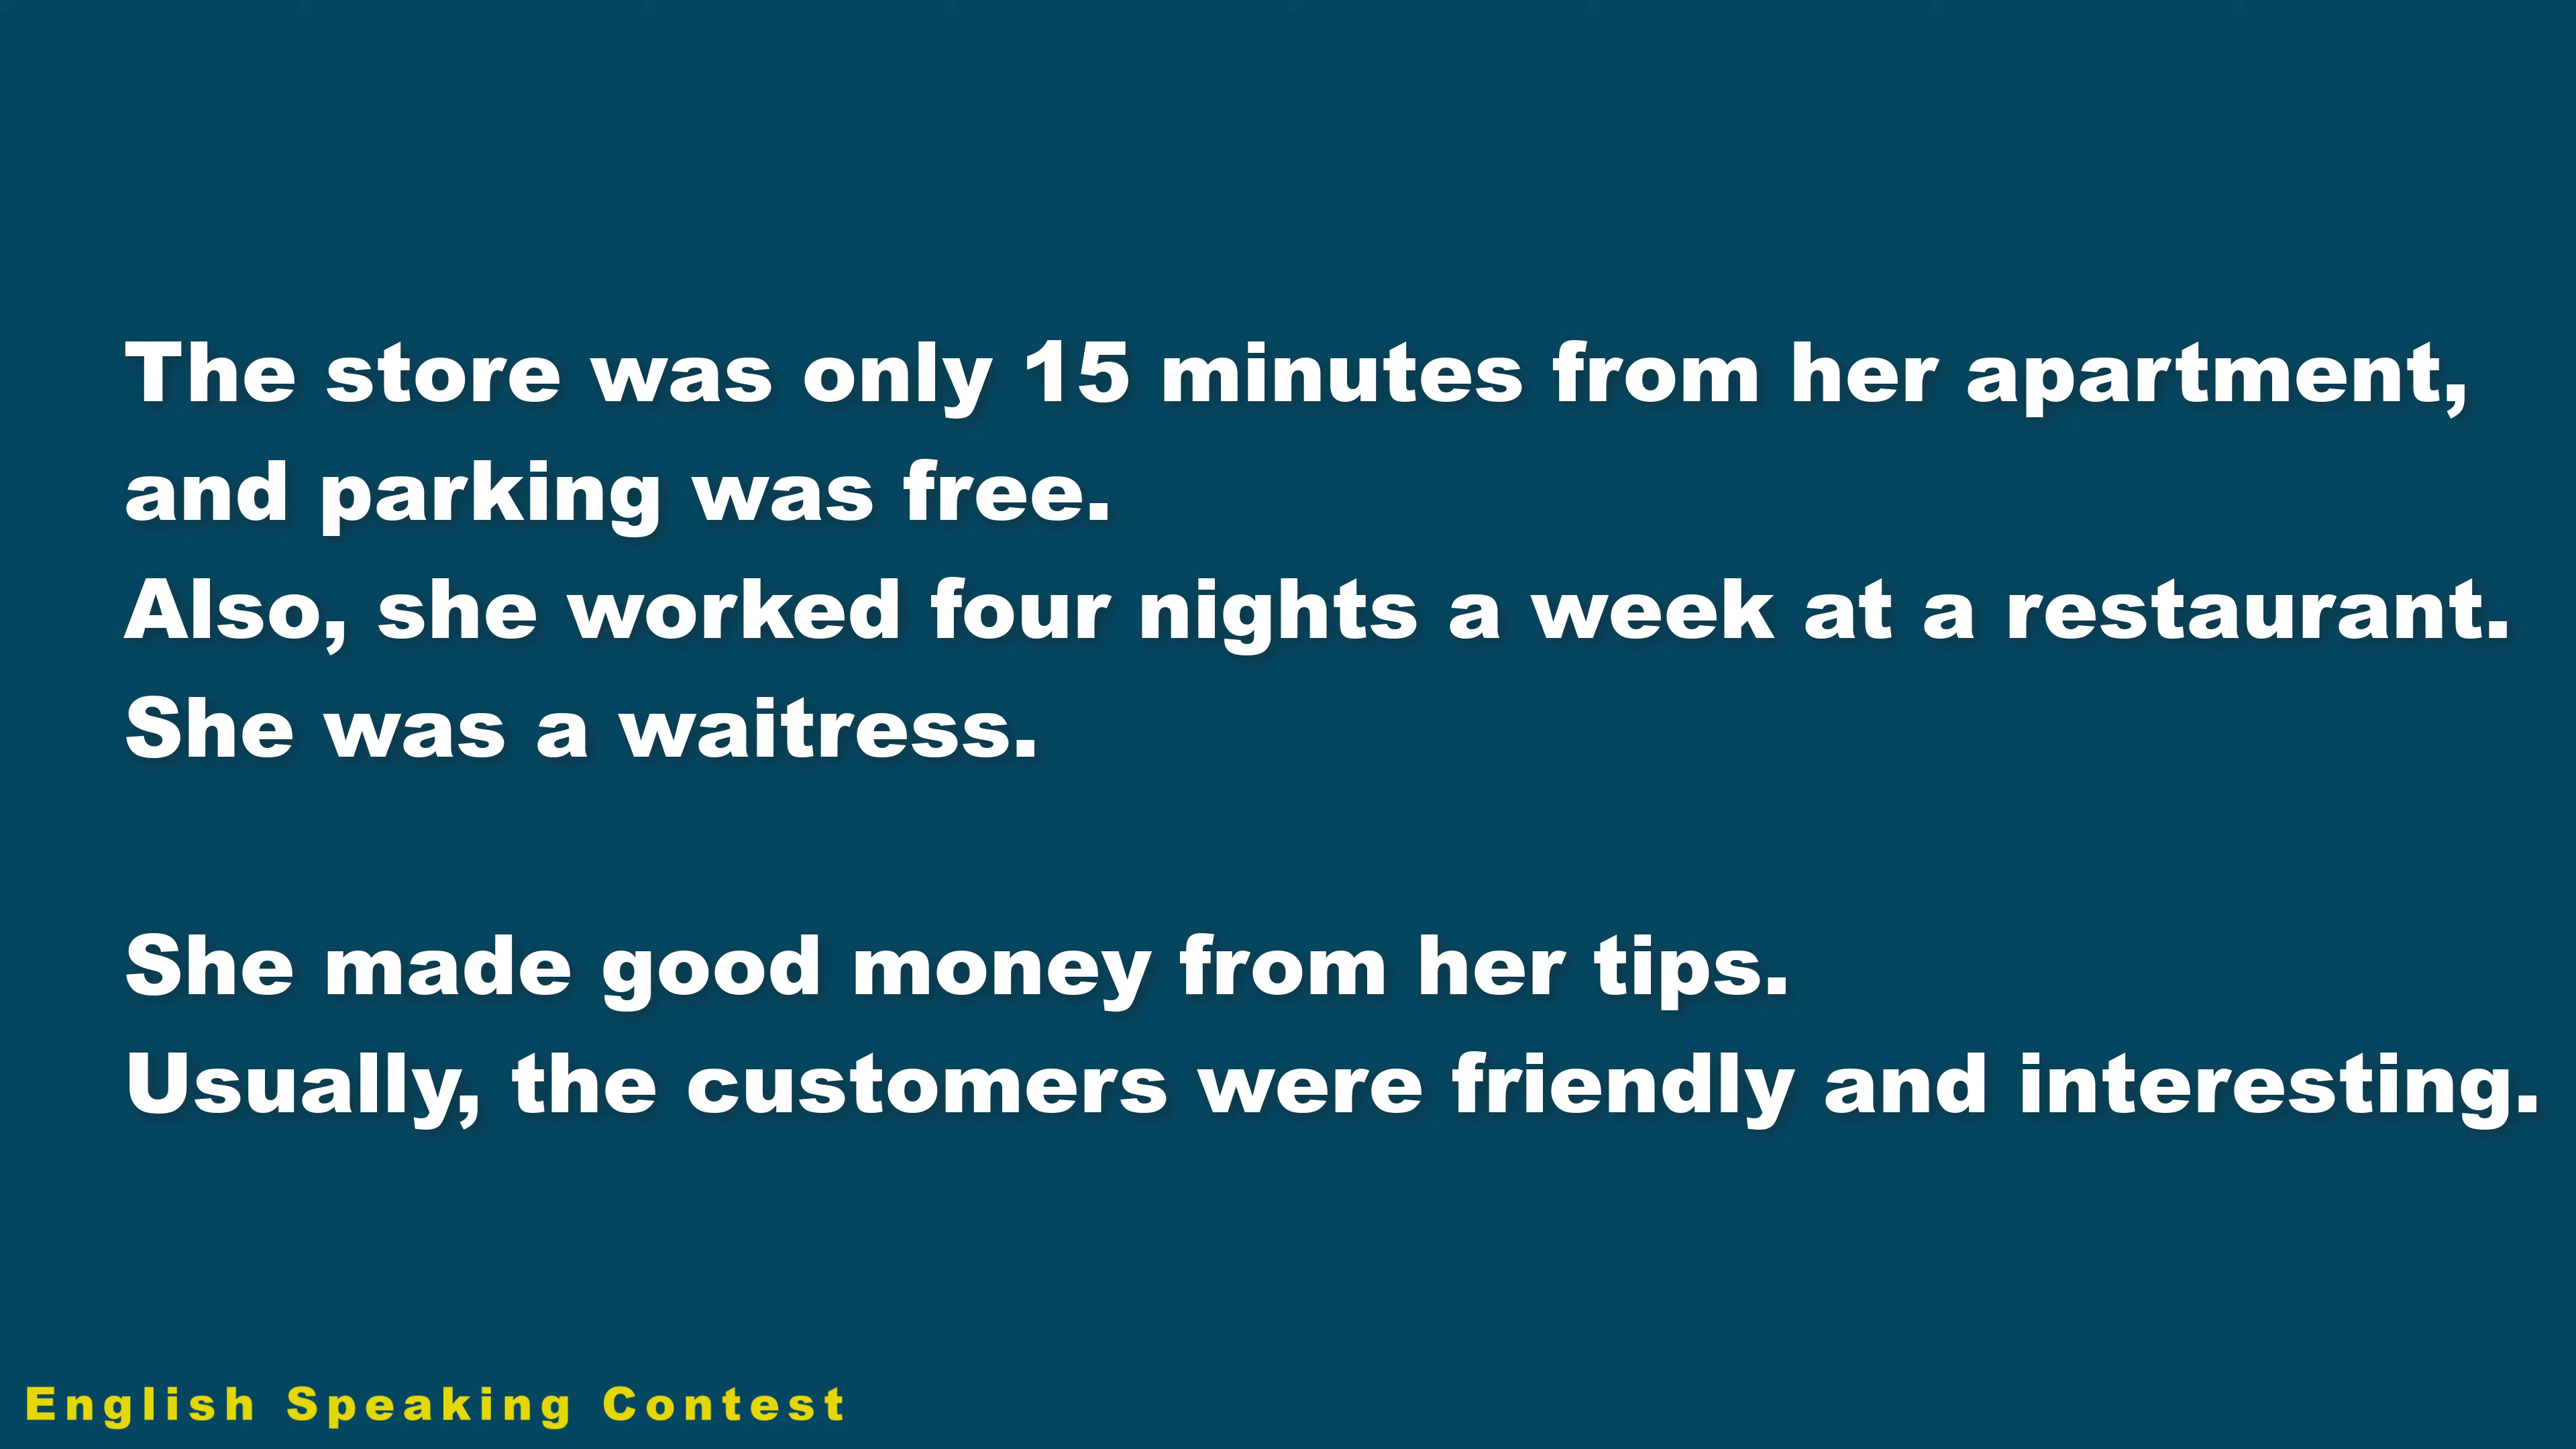 The store was only 15 minutes from her apartment,
and parking was free.
Also, she worked four nights a week at a restaurant.
She was a waitress.
She made good money from her tips.
Usually, the customers were friendly and interesting.
English Speaking Contest